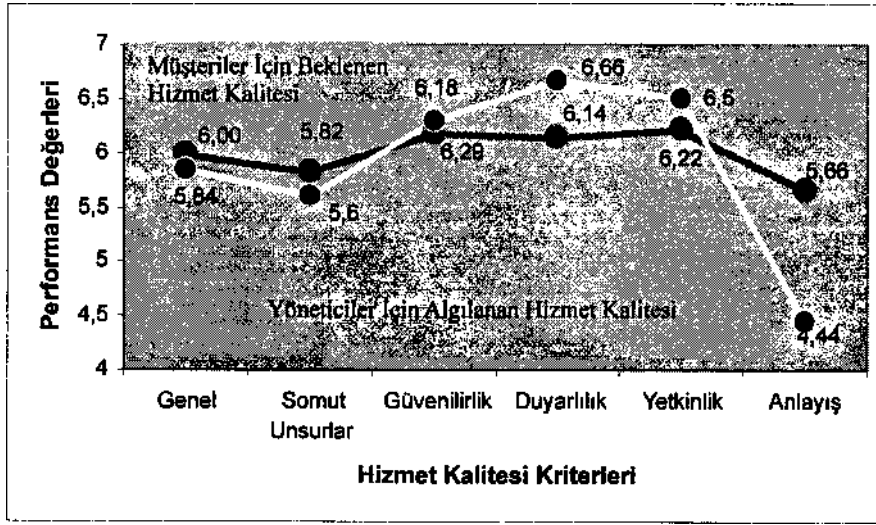 7
6,5
6
5,5
5
4,5
4
Performans Değerleri
Müşteriler İçin Beklenen
Hizmet Kalitesi
6,00
5,82
6,18
6,66
6,14
6,5
5,84
5,6
6,29
6,22
5,66
4,44
Yöneticiler İçin Algılanan Hizmet Kalitesi
Genel
Somut
Unsurlar
Güvenilirlik
Duyarlılık
Yetkinlik
Anlayış
Hizmet Kalitesi Kriterleri